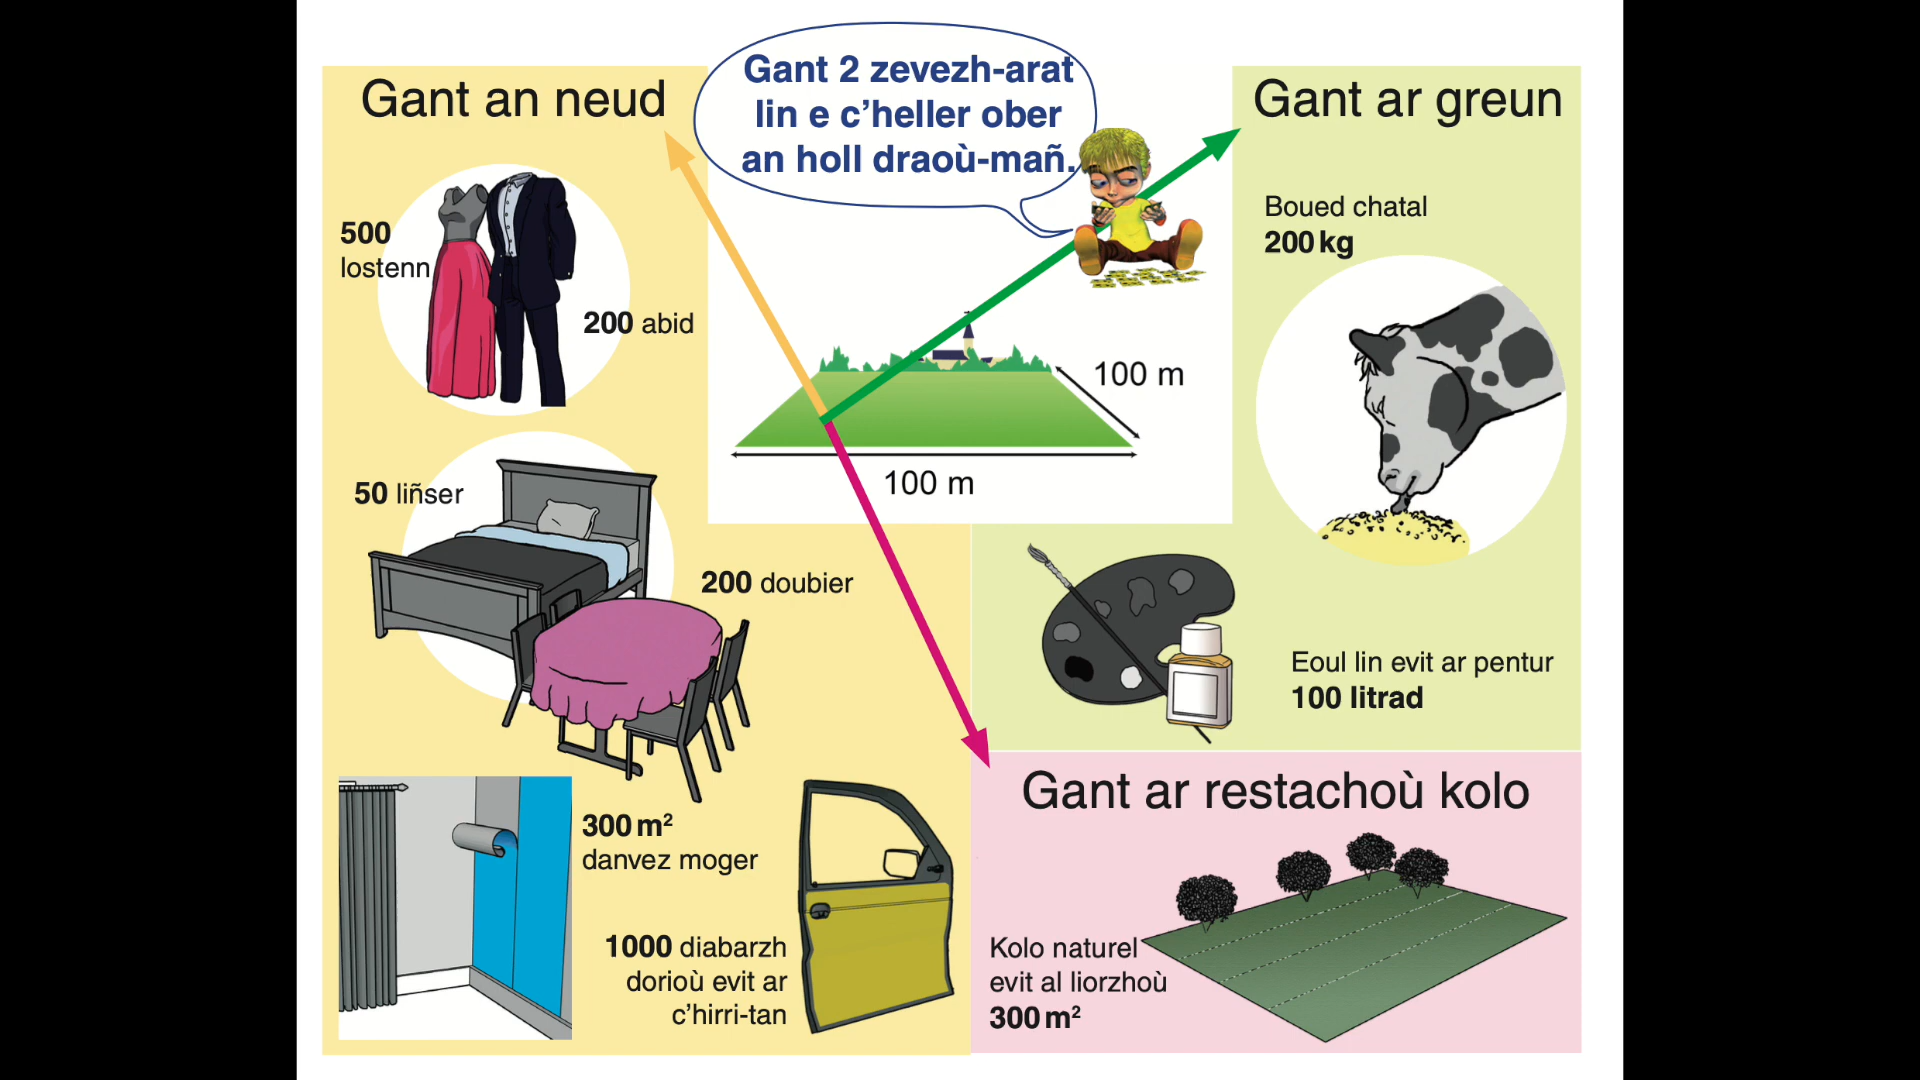 Gant 2 zevezh-arat
lin e c’heller ober
an holl draoù-mañ.
Gant an neud
500
lostenn
200 abid
50 liñser
200 doubier
300 m²
danvez moger
1000 diabarzh
dorioù evit ar
c’hirri-tan
100 m
100 m
Gant ar greun
Boued chatal
200 kg
Eoul lin evit ar pentur
100 litrad
Gant ar restachoù kolo
Kolo naturel
evit al liorzhoù
300 m²